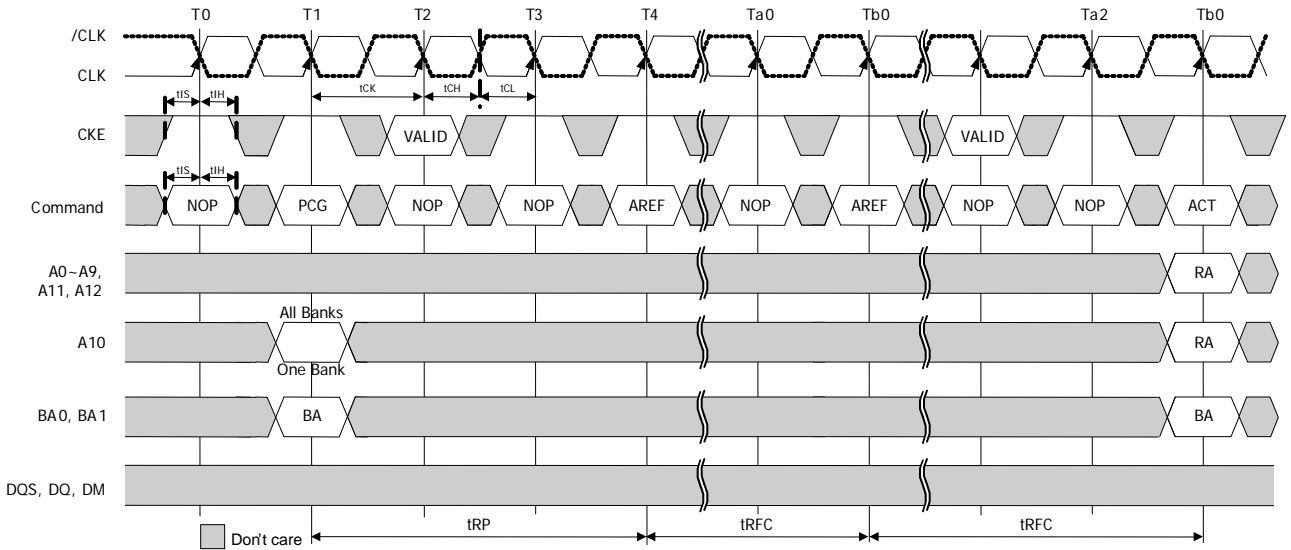 T0 T1 T2 T3 T4 Ta0 Tb0 Ta2 Tb0
/CLK
CLK
tCK tCH tCL
tIS tIH
CKE VALID VALID
tIS tIH
Command NOP PCG NOP NOP AREF NOP AREF NOP NOP ACT
A0~A9,
A11, A12
RA
All Banks
A10 RA
One Bank
BA0, BA1 BA BA
DQS, DQ, DM
Don't care
tRP tRFC tRFC